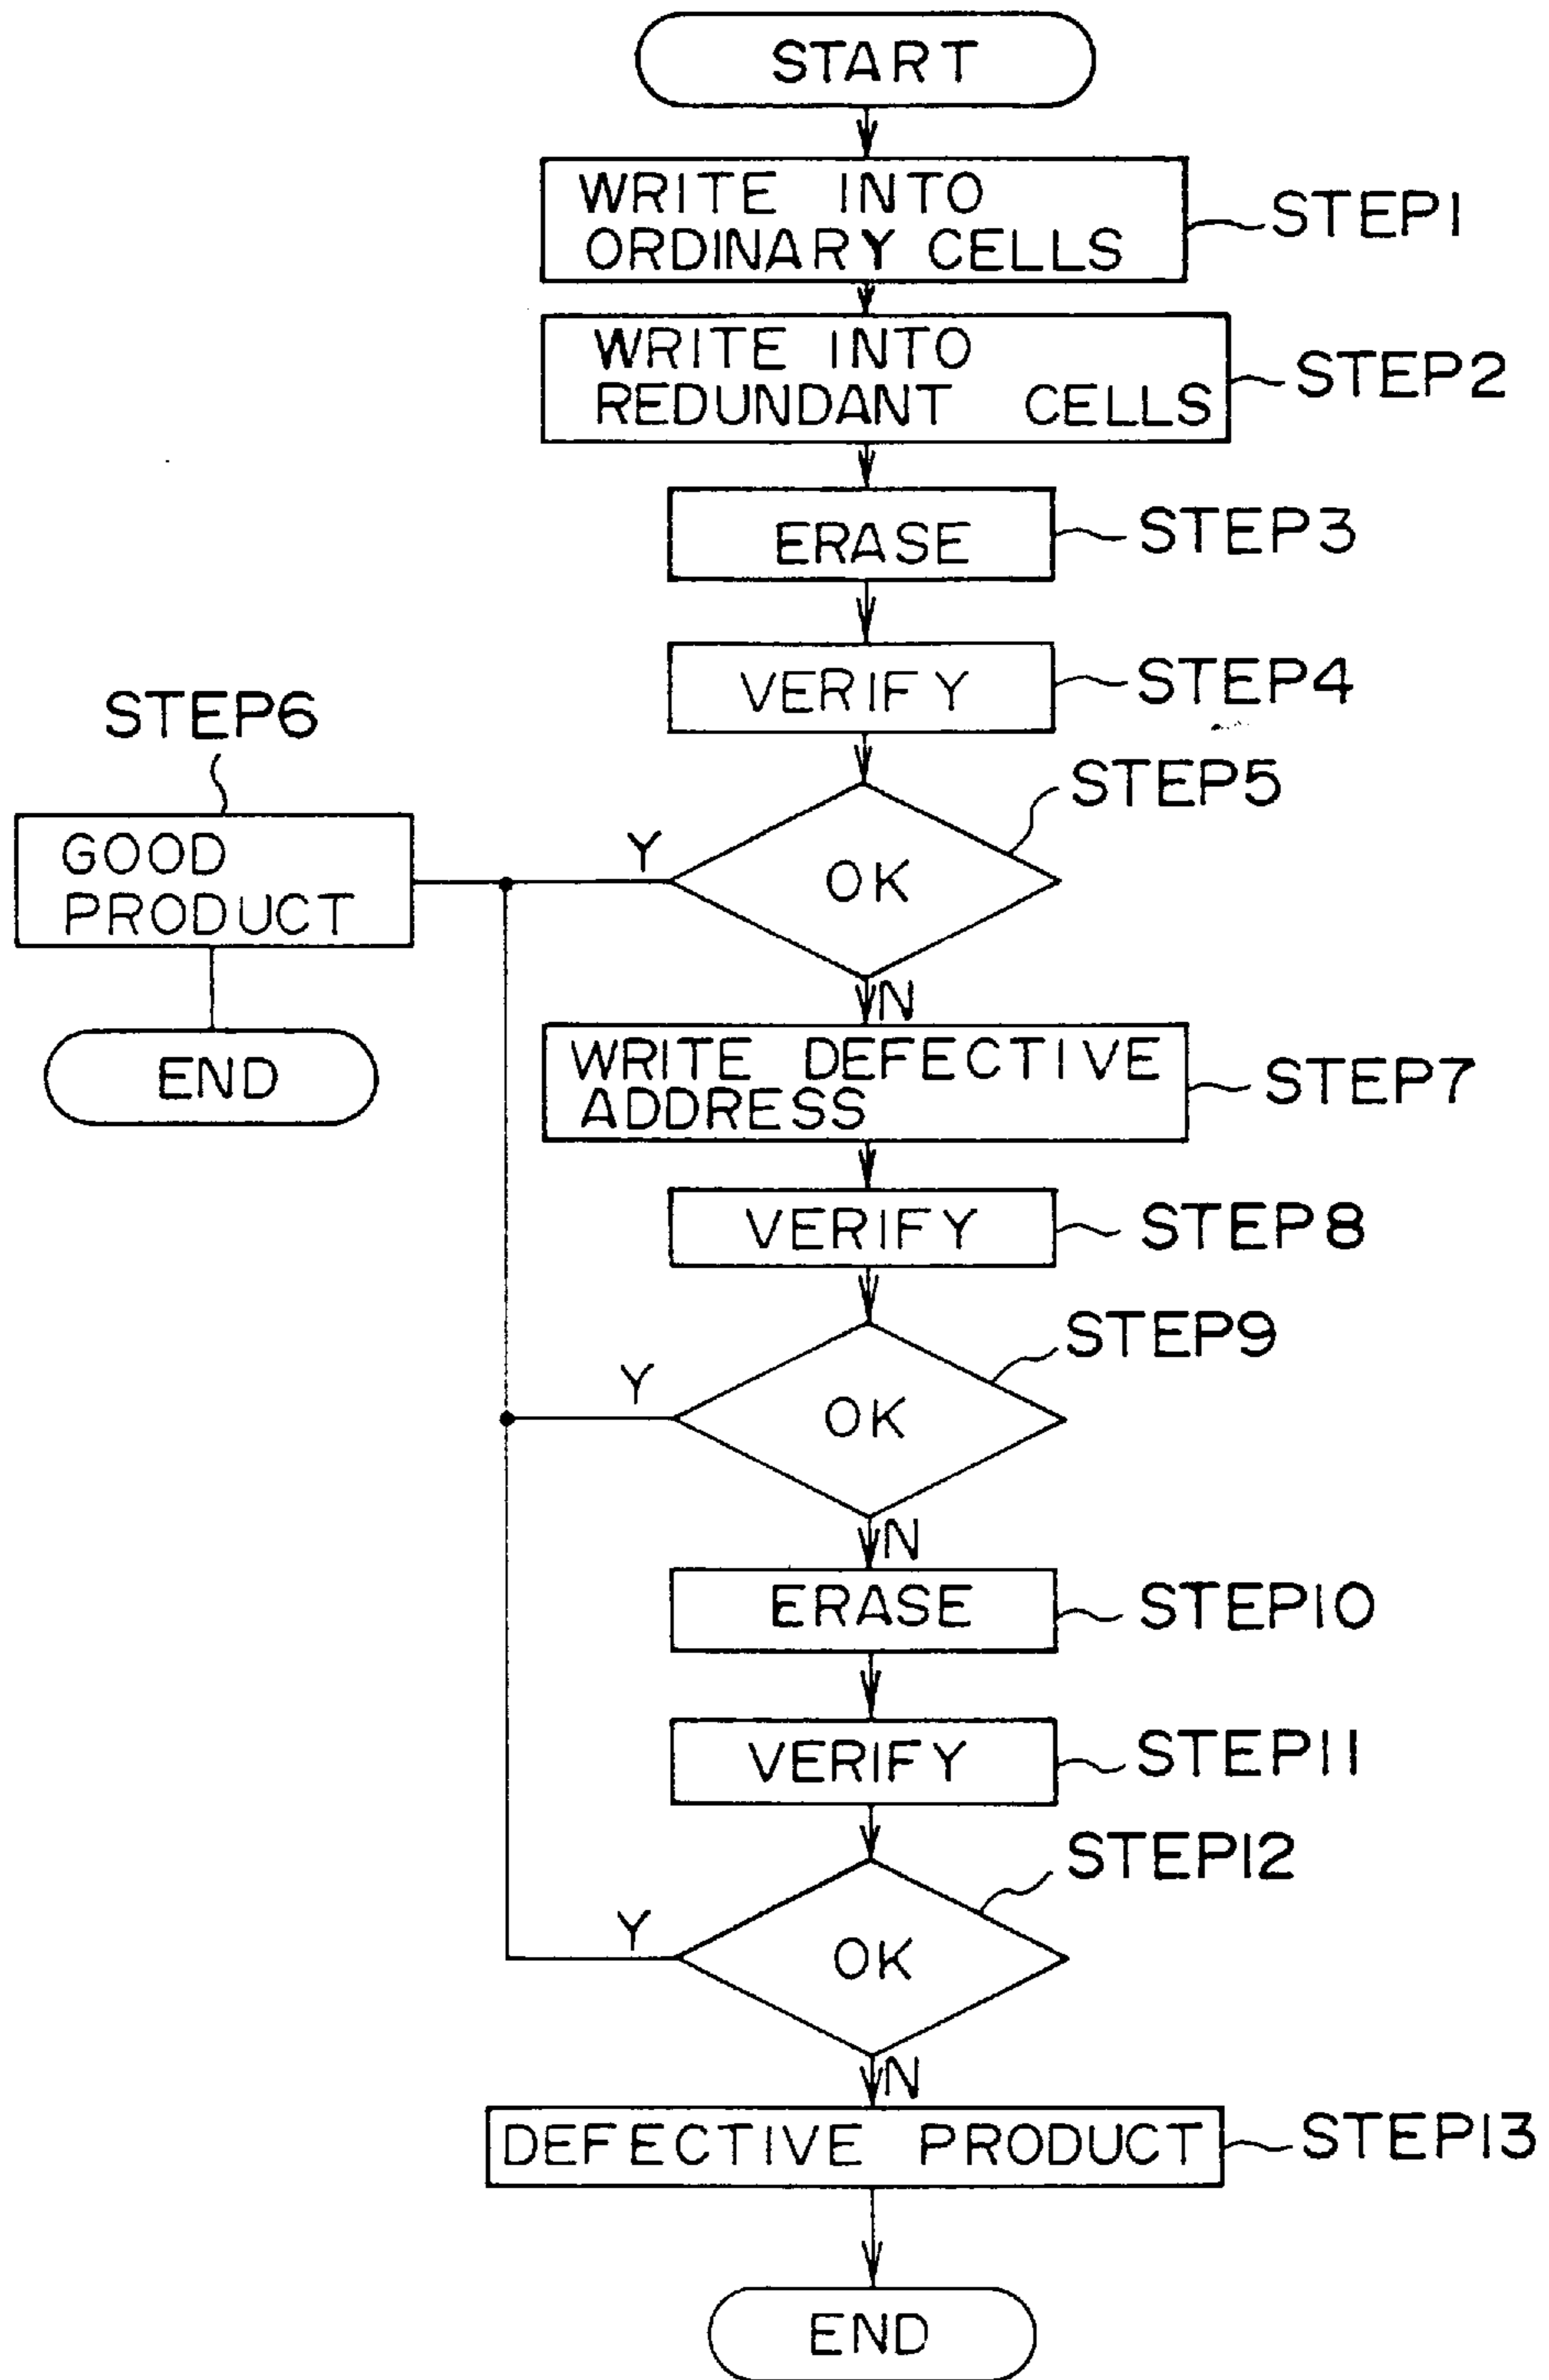 START
WRITE INTO
ORDINARY CELLS
STEP1
WRITE INTO
REDUNDANT CELLS
STEP2
ERASE
STEP3
VERIFY
STEP4
STEP6
STEP5
GOOD
PRODUCT
Y
OK
N
END
WRITE DEFECTIVE
ADDRESS
STEP7
VERIFY
STEP8
STEP9
Y
OK
N
ERASE
STEP10
VERIFY
STEP11
STEP12
Y
OK
N
DEFECTIVE PRODUCT
STEP13
END